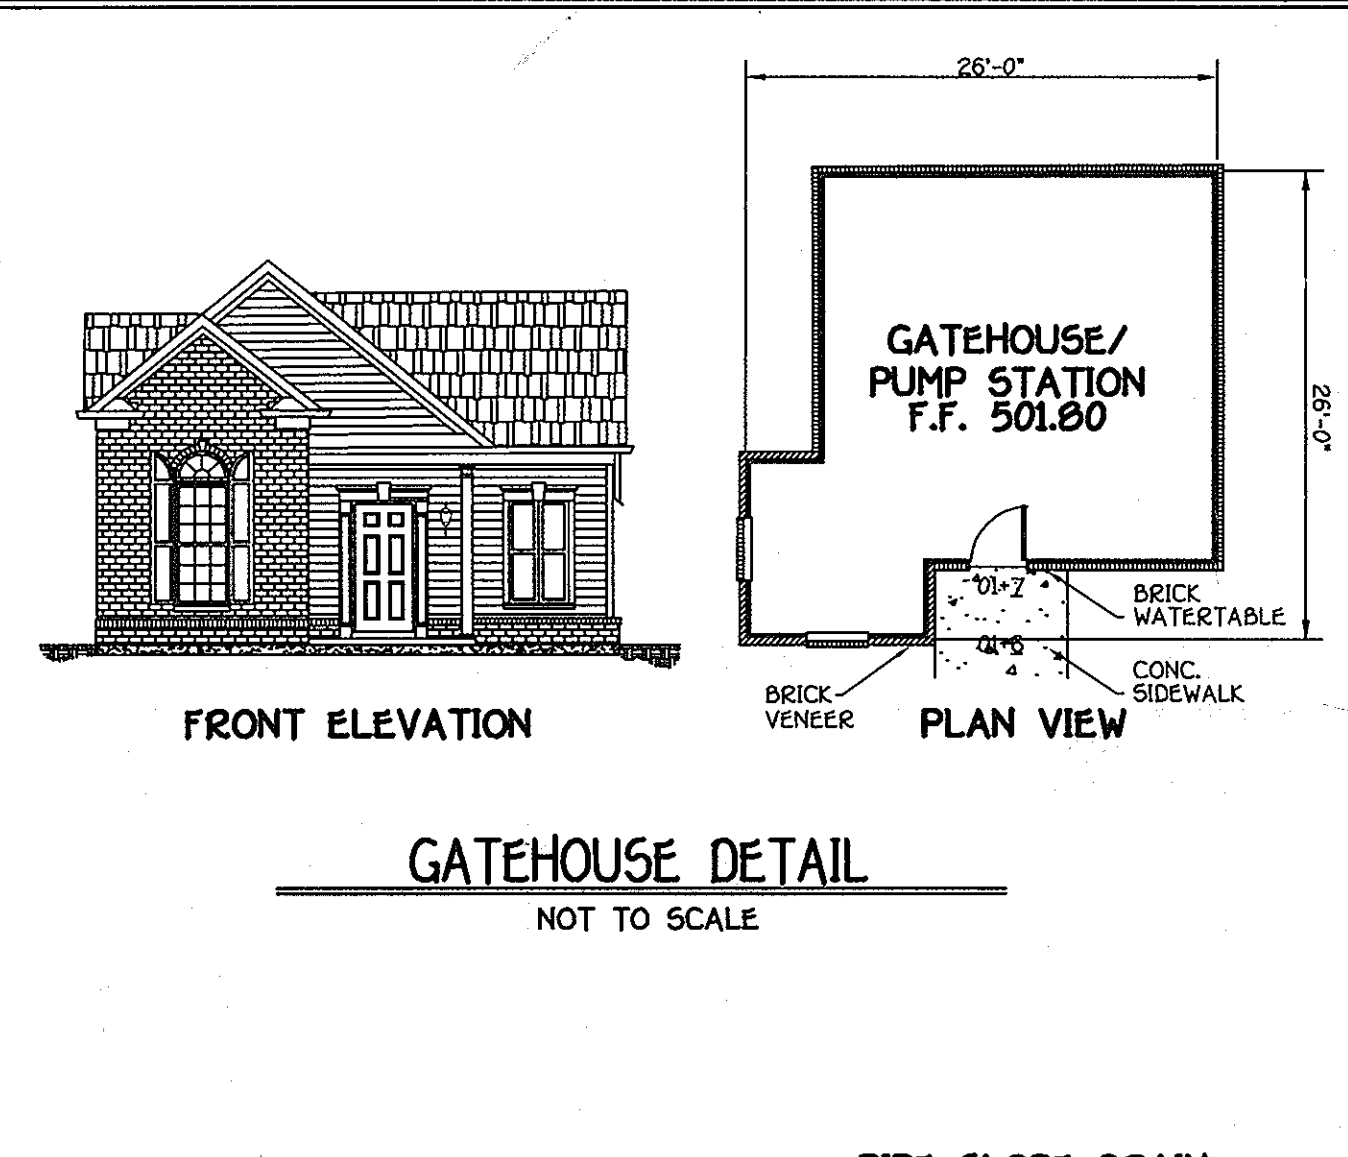 26'-0"
GATEHOUSE/
PUMP STATION
F.F. 501.80
26'-0"
BRICK
WATERTABLE
CONC.
SIDEWALK
BRICK
VENEER
FRONT ELEVATION
PLAN VIEW
GATEHOUSE DETAIL
NOT TO SCALE